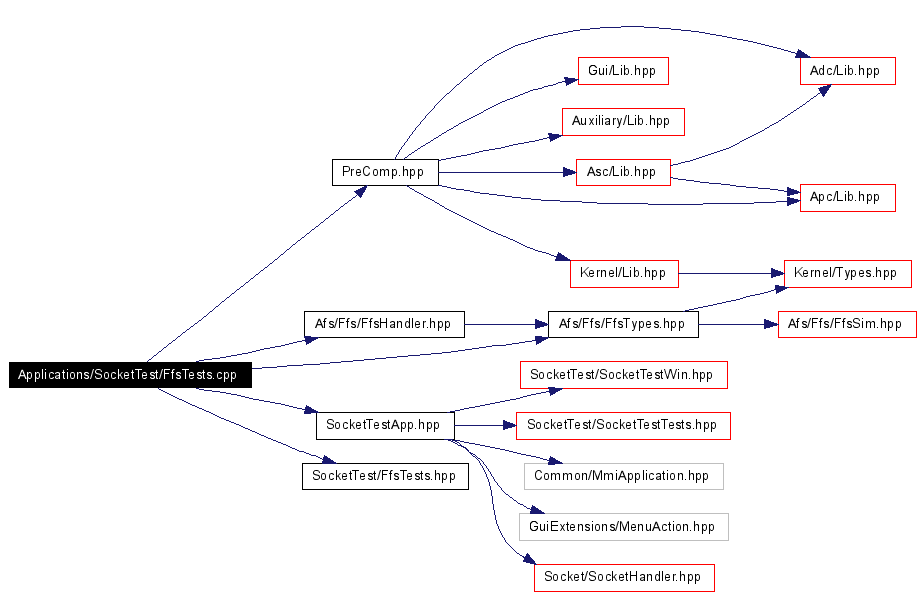 Gui/Lib.hpp
Adc/Lib.hpp
Auxiliary/Lib.hpp
PreComp.hpp
Asc/Lib.hpp
Apc/Lib.hpp
Kernel/Lib.hpp
Kernel/Types.hpp
Afs/Ffs/FfsHandler.hpp
Afs/Ffs/FfsTypes.hpp
Afs/Ffs/FfsSim.hpp
Applications/SocketTest/FfsTests.cpp
SocketTest/SocketTestWin.hpp
SocketTestApp.hpp
SocketTest/SocketTestTests.hpp
SocketTest/FfsTests.hpp
Common/MmiApplication.hpp
GuiExtensions/MenuAction.hpp
Socket/SocketHandler.hpp